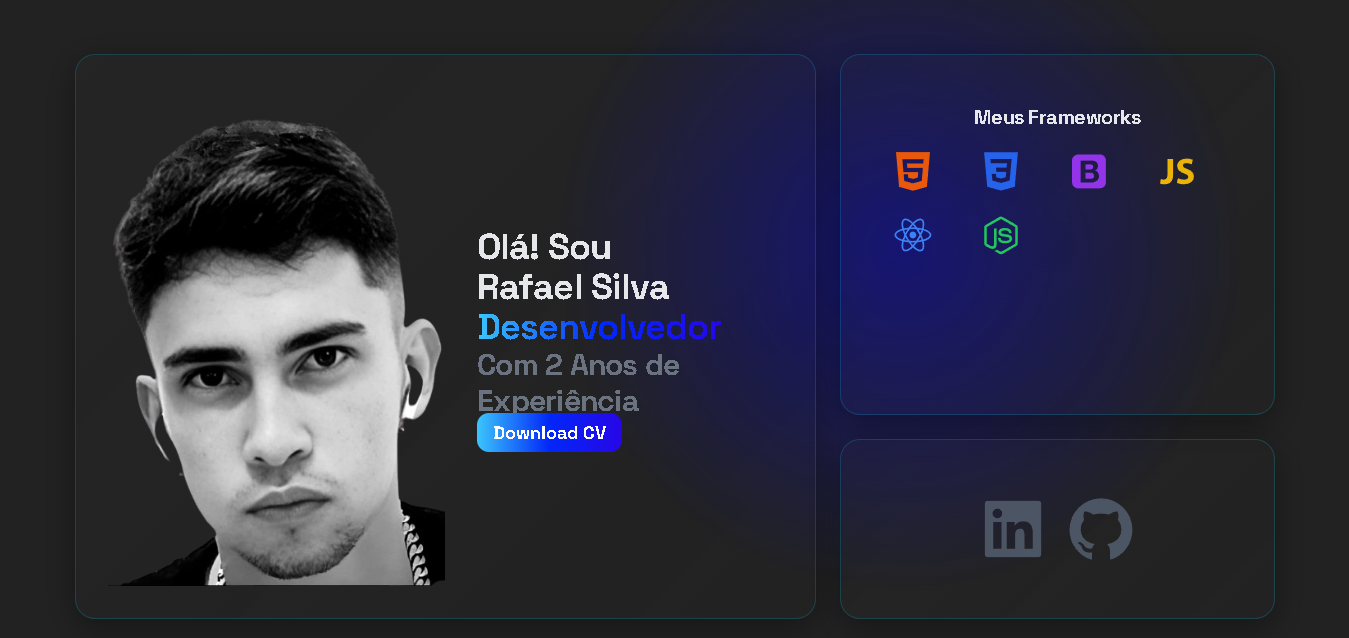 Olá! Sou
Rafael Silva
Desenvolvedor
Com 2 Anos de
Experiência
Download CV
Meus Frameworks
5
3
B
JS
JS
in